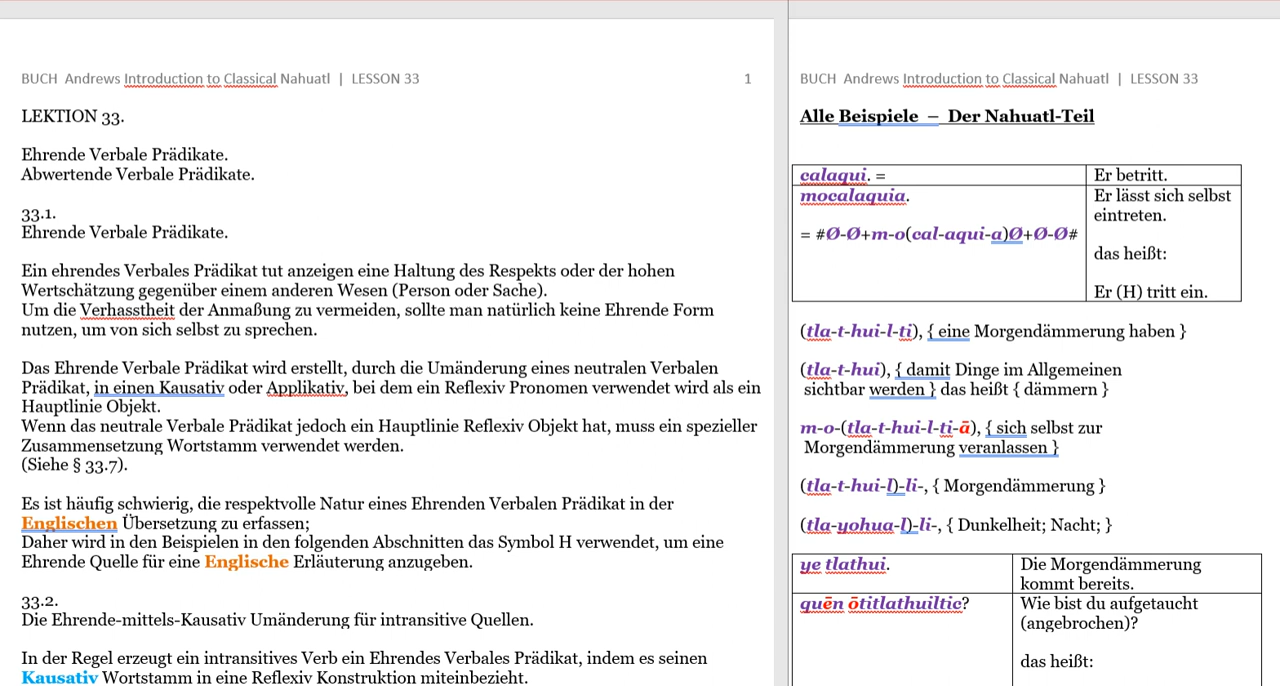 BUCH Andrews Introduction to Classical Nahuatl | LESSON 33 1
LEKTION 33.
Ehrende Verbale Prädikate.
Abwertende Verbale Prädikate.
33.1.
Ehrende Verbale Prädikate.
Ein ehrendes Verbales Prädikat tut anzeigen eine Haltung des Respekts oder der hohen
Wertschätzung gegenüber einem anderen Wesen (Person oder Sache).
Um die Verhasstheit der Anmaßung zu vermeiden, sollte man natürlich keine Ehrende Form
nutzen, um von sich selbst zu sprechen.
Das Ehrende Verbale Prädikat wird erstellt, durch die Umänderung eines neutralen Verbalen
Prädikat, in einen Kausativ oder Applikativ, bei dem ein Reflexiv Pronomen verwendet wird als ein
Hauptlinie Objekt.
Wenn das neutrale Verbale Prädikat jedoch ein Hauptlinie Reflexiv Objekt hat, muss ein spezieller
Zusammensetzung Wortstamm verwendet werden.
(Siehe § 33.7).
Es ist häufig schwierig, die respektvolle Natur eines Ehrenden Verbalen Prädikat in der
Englischen Übersetzung zu erfassen;
Daher wird in den Beispielen in den folgenden Abschnitten das Symbol H verwendet, um eine
Ehrende Quelle für eine Englische Erläuterung anzugeben.
33.2.
Die Ehrende-mittels-Kausativ Umänderung für intransitive Quellen.
In der Regel erzeugt ein intransitives Verb ein Ehrendes Verbales Prädikat, indem es seinen
Kausativ Wortstamm in eine Reflexiv Konstruktion miteinbezieht.
BUCH Andrews Introduction to Classical Nahuatl | LESSON 33
Alle Beispiele – Der Nahuatl-Teil
calaqui. =
Er betritt.
mocalaquia.
= #Ø-Ø+m-o(cal-aqui-a)Ø+Ø-Ø#
Er lässt sich selbst
eintreten.
das heißt:
Er (H) tritt ein.
(tla-t-hui-l-ti), { eine Morgendämmerung haben }
(tla-t-hui), { damit Dinge im Allgemeinen
sichtbar werden } das heißt { dämmern }
m-o-(tla-t-hui-l-ti-ā), { sich selbst zur
Morgendämmerung veranlassen }
(tla-t-hui-l)-li-, { Morgendämmerung }
(tla-yohua-l)-li-, { Dunkelheit; Nacht; }
ye tlathui.
Die Morgendämmerung
kommt bereits.
quēn ōtitlathuiltic?
Wie bist du aufgetaucht
(angebrochen)?
das heißt: